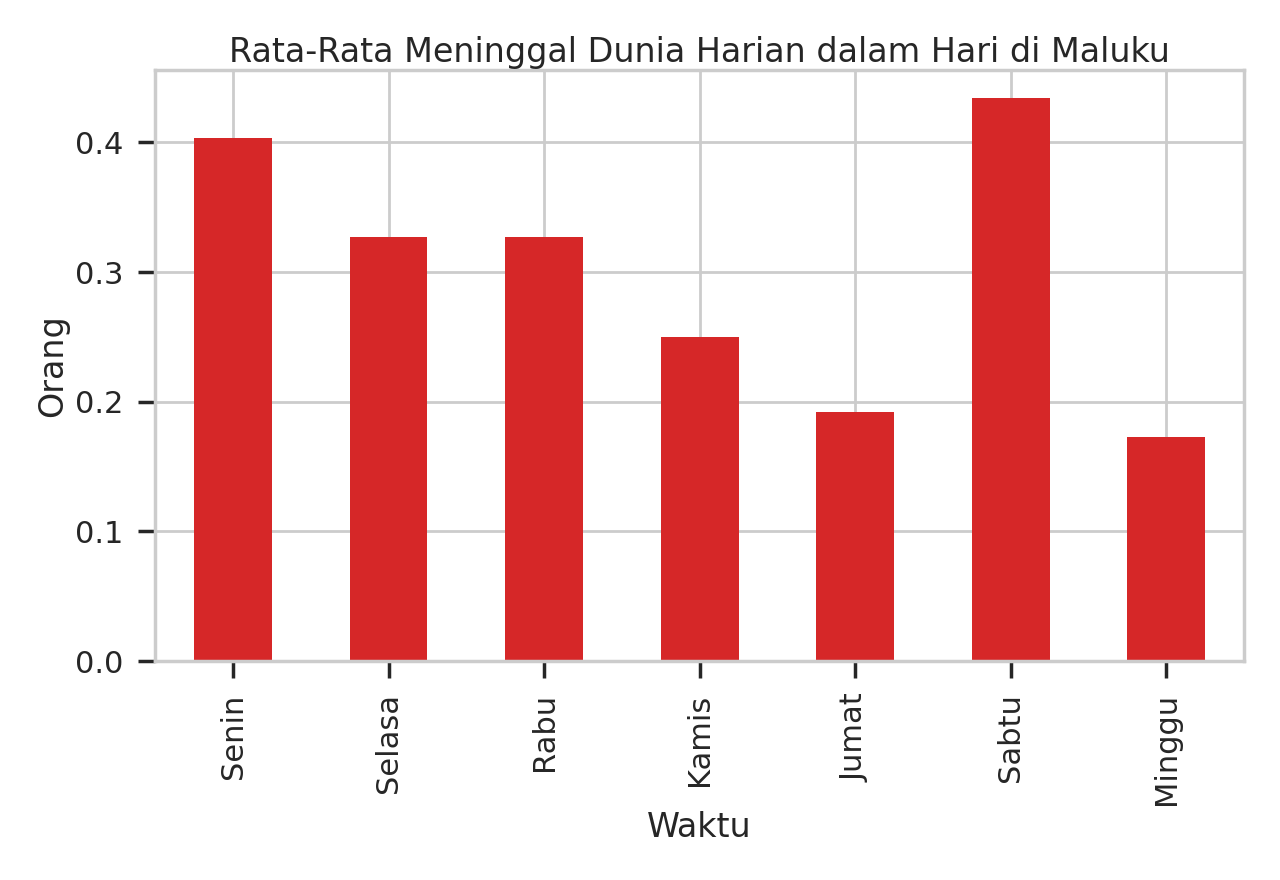 Rata-Rata Meninggal Dunia Harian dalam Hari di Maluku
Orang
0.4
0.3
0.2
0.1
0.0
Senin
Selasa
Rabu
Kamis
Jumat
Sabtu
Minggu
Waktu